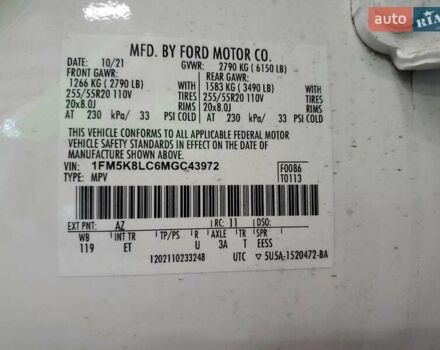 auto
RIA
MFD. BY FORD MOTOR CO.
DATE: 10/21 GVWR: 2790 KG (6150 LB)
FRONT GAWR: REAR GAWR:
1266 KG (2790 LB) WITH 1583 KG (3490 LB) WITH
255/55R20 110V TIRES 255/55R20 110V TIRES
20x8.0J RIMS 20x8.0J RIMS
AT 230 kPa/ 33 PSI COLD AT 230 kPa/ 33 PSI COLD
THIS VEHICLE CONFORMS TO ALL APPLICABLE FEDERAL MOTOR
VEHICLE SAFETY STANDARDS IN EFFECT ON THE DATE OF
MANUFACTURE SHOWN ABOVE.
VIN: 1FM5K8LC6MGC43972 F0086
TYPE: MPV T0113
EXT PNT: AZ RC: 11 DSO:
WB INT TR TP/PS R AXLE TR SPR
119 ET U 3A T EESS
1202110233248 UTC 5U5A-1520472-BA